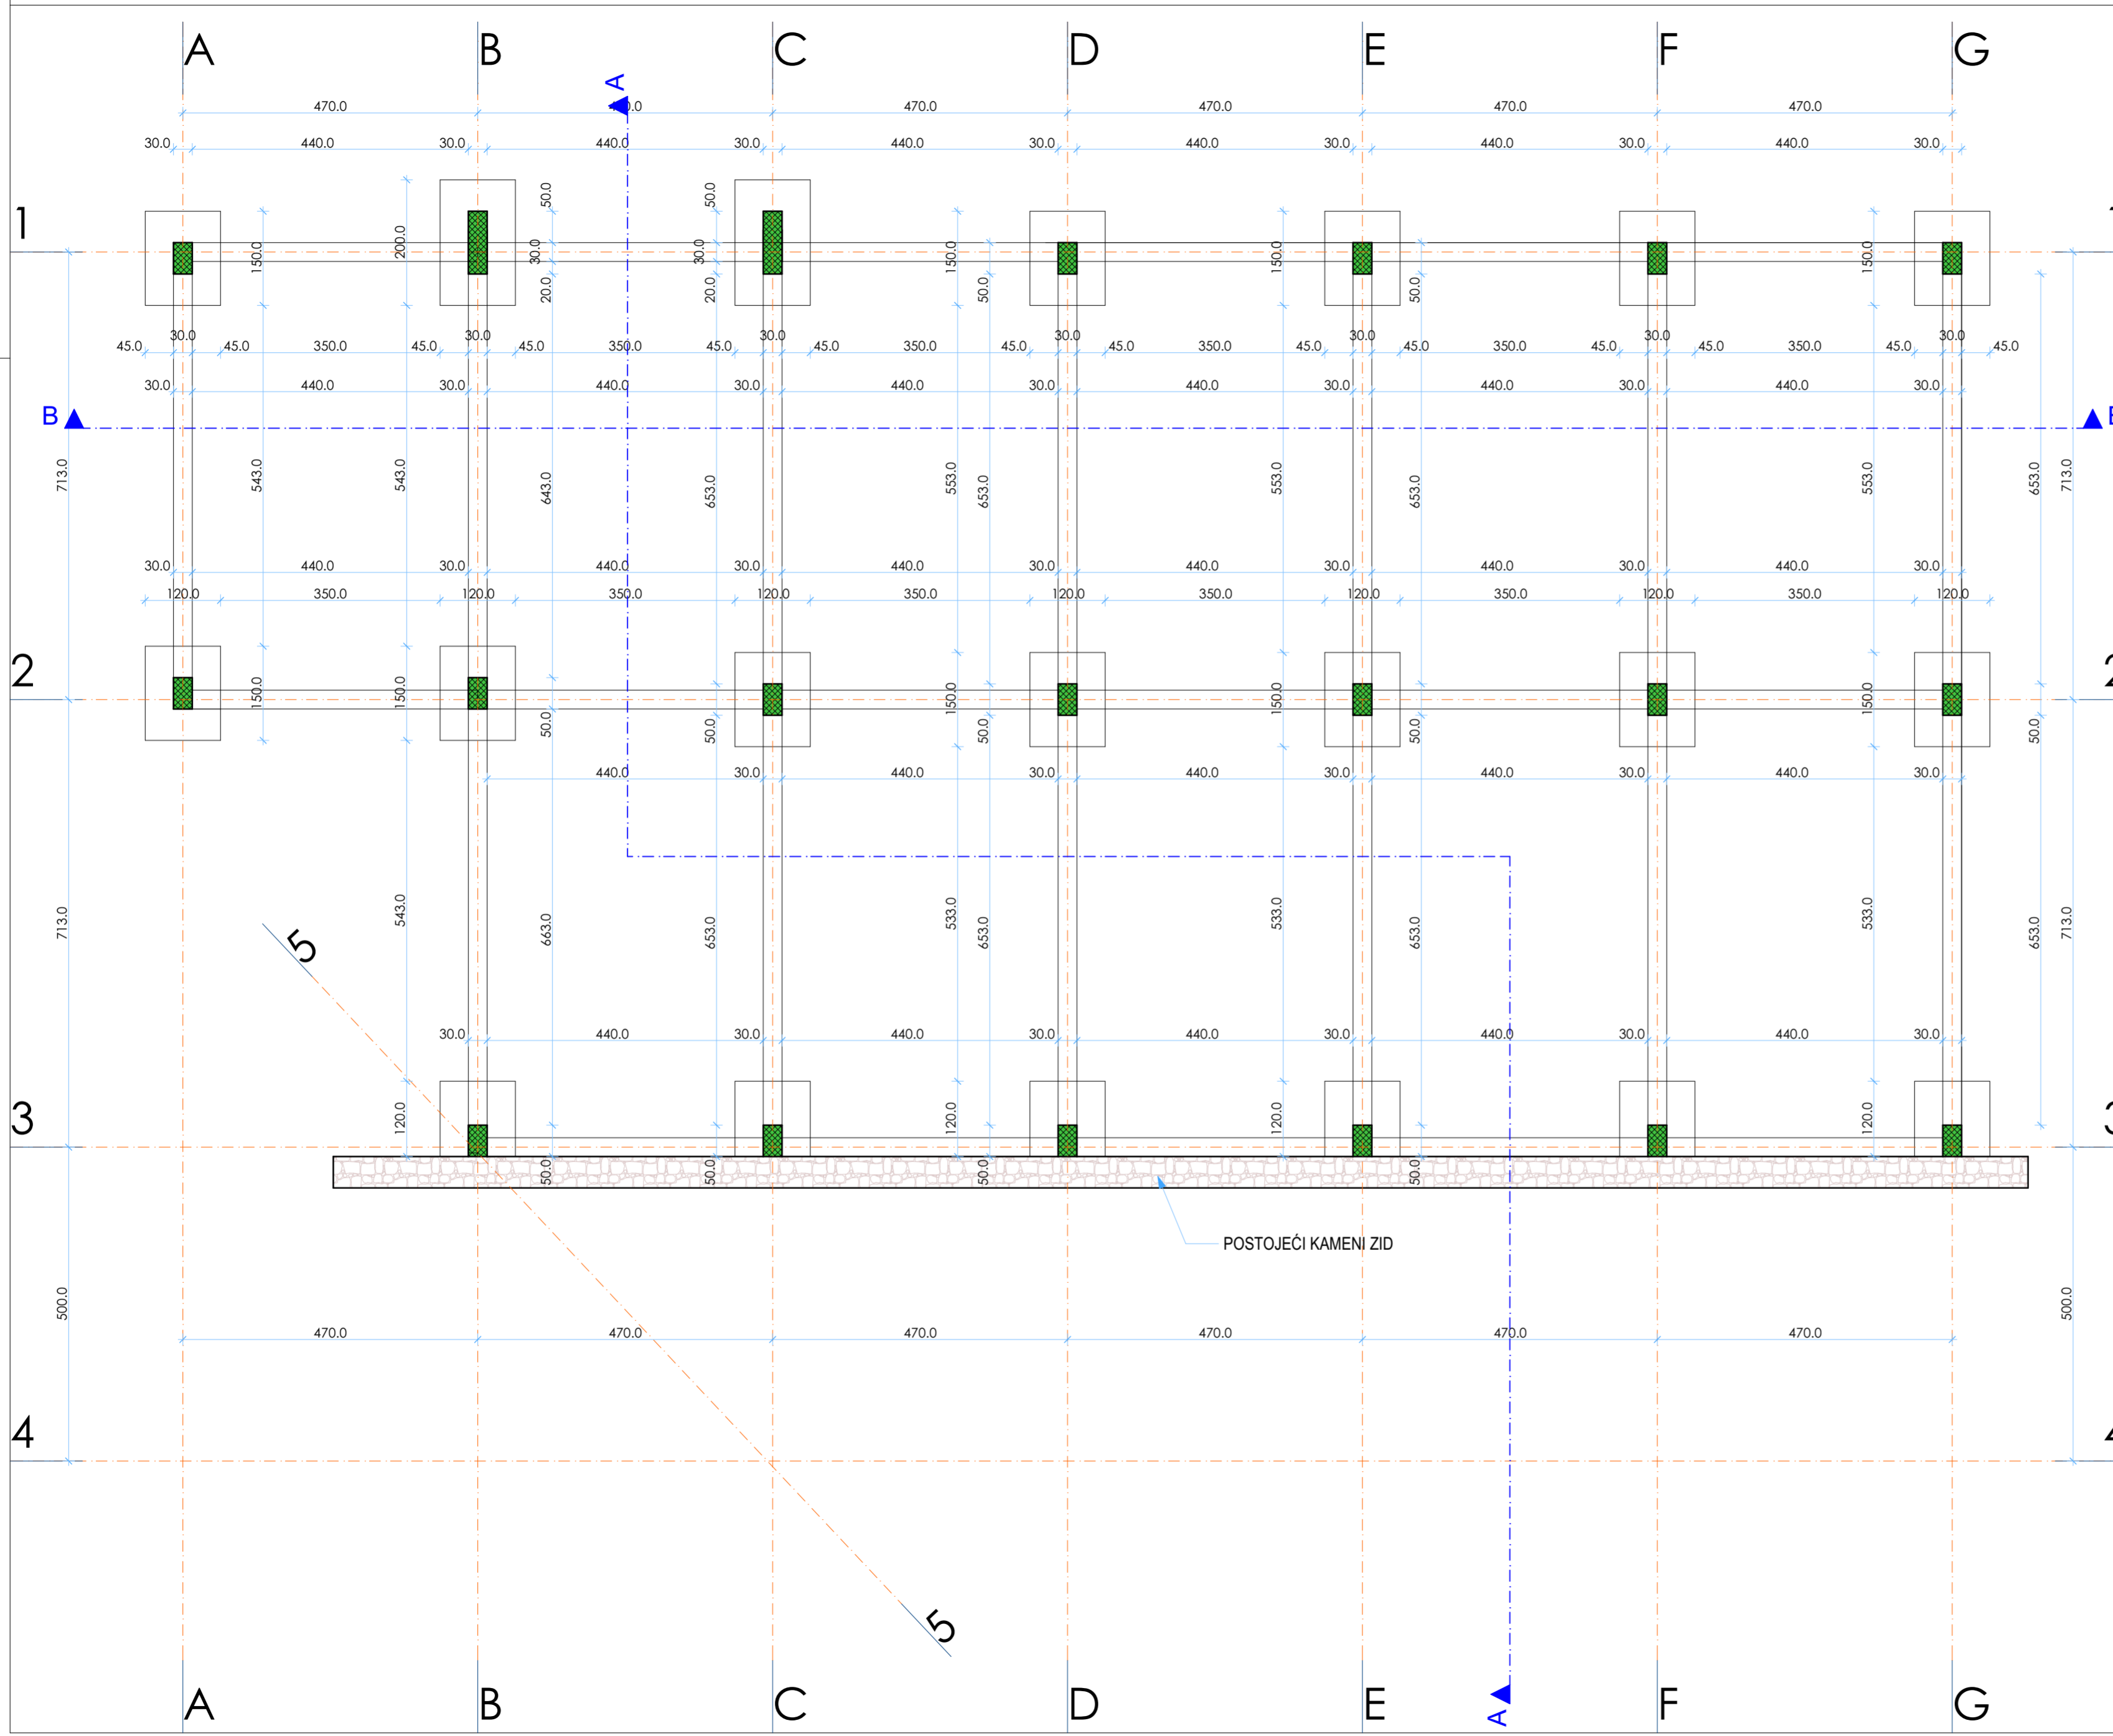 A B C D E F G
A
470.0 470.0 470.0 470.0 470.0 470.0
30.0 440.0 30.0 440.0 30.0 440.0 30.0 440.0 30.0 440.0 30.0 440.0 30.0
1
150.0 200.0 50.0 30.0 20.0 50.0 30.0 20.0 150.0 50.0 150.0 50.0 150.0
45.0 30.0 45.0 350.0 45.0 30.0 45.0 350.0 45.0 30.0 45.0 350.0 45.0 30.0 45.0 350.0 45.0 30.0 45.0 350.0 45.0 30.0 45.0 350.0 45.0 30.0 45.0
30.0 440.0 30.0 440.0 30.0 440.0 30.0 440.0 30.0 440.0 30.0 440.0 30.0
B
713.0 543.0 543.0 643.0 653.0 553.0 653.0 553.0 653.0 553.0 653.0 713.0
30.0 440.0 30.0 440.0 30.0 440.0 30.0 440.0 30.0 440.0 30.0 440.0 30.0
120.0 350.0 120.0 350.0 120.0 350.0 120.0 350.0 120.0 350.0 120.0 350.0 120.0
2
150.0 150.0 50.0 50.0 150.0 50.0 150.0 50.0 150.0 50.0
440.0 30.0 440.0 30.0 440.0 30.0 440.0 30.0 440.0 30.0
713.0 543.0 663.0 653.0 533.0 653.0 533.0 653.0 533.0 653.0 713.0
5
30.0 440.0 30.0 440.0 30.0 440.0 30.0 440.0 30.0 440.0 30.0
3
120.0 120.0 120.0 120.0
50.0 50.0 50.0 50.0
POSTOJEĆI KAMENI ZID
500.0 500.0
470.0 470.0 470.0 470.0 470.0 470.0
4
5
A B C D E F G
A